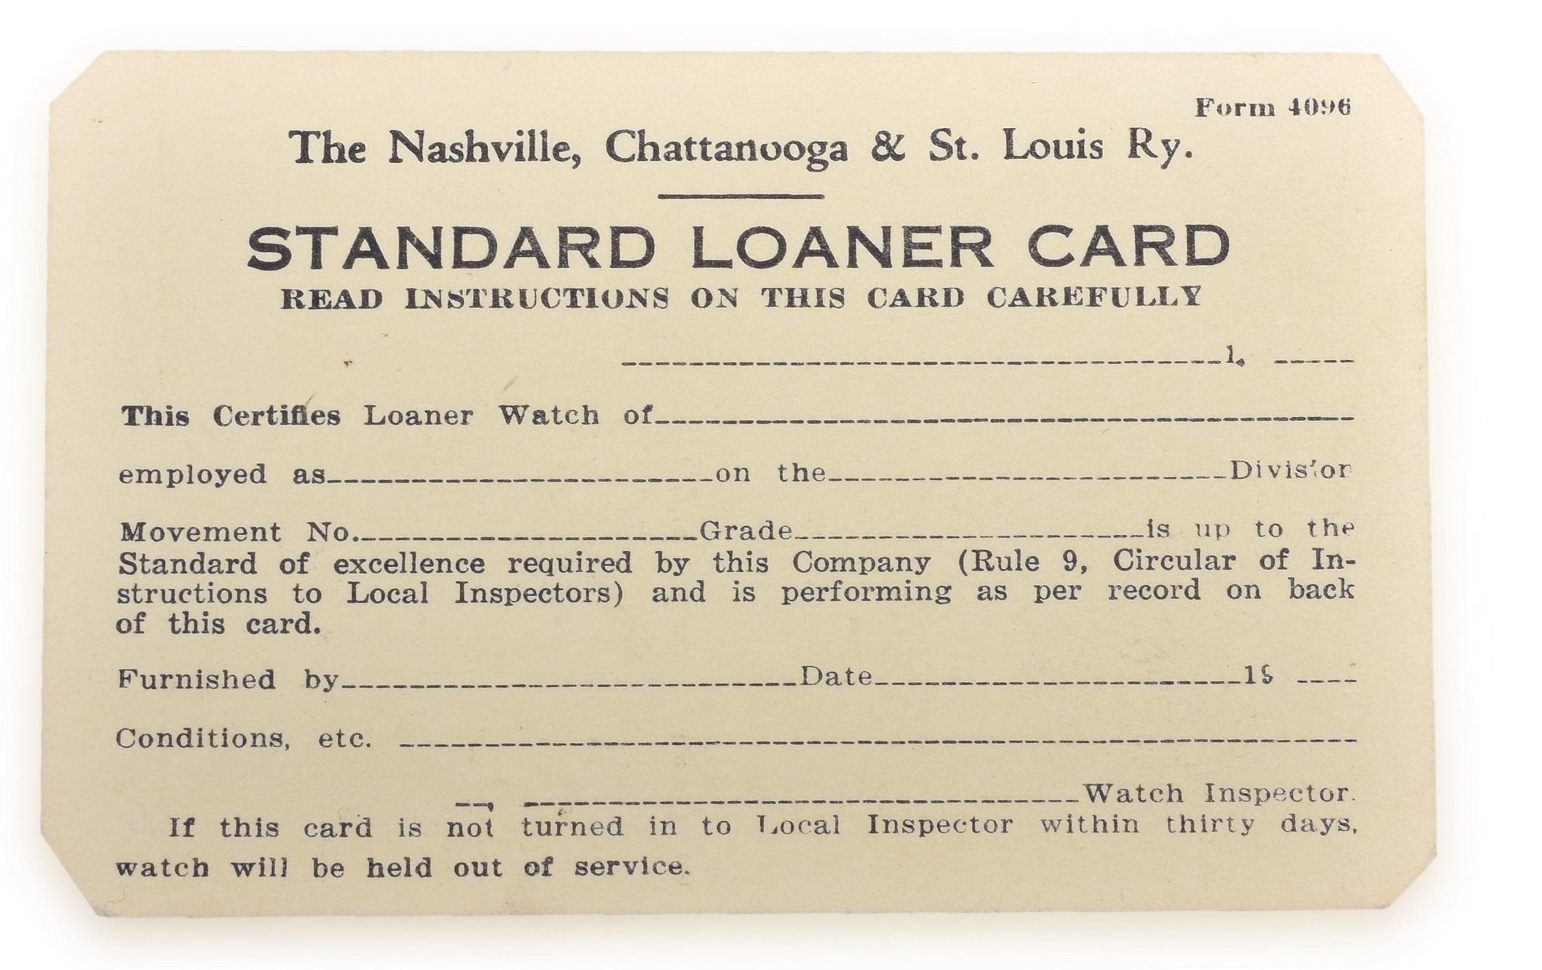 Form 4096
The Nashville, Chattanooga & St. Louis Ry.
STANDARD LOANER CARD
READ INSTRUCTIONS ON THIS CARD CAREFULLY
1
This Certifies Loaner Watch of
employed as on the Division
Movement No. Grade is up to the
Standard of excellence required by this Company (Rule 9, Circular of In-
structions to Local Inspectors) and is performing as per record on back
of this card.
Furnished by Date 19
Conditions, etc.
Watch Inspector.
If this card is not turned in to Local Inspector within thirty days,
watch will be held out of service.